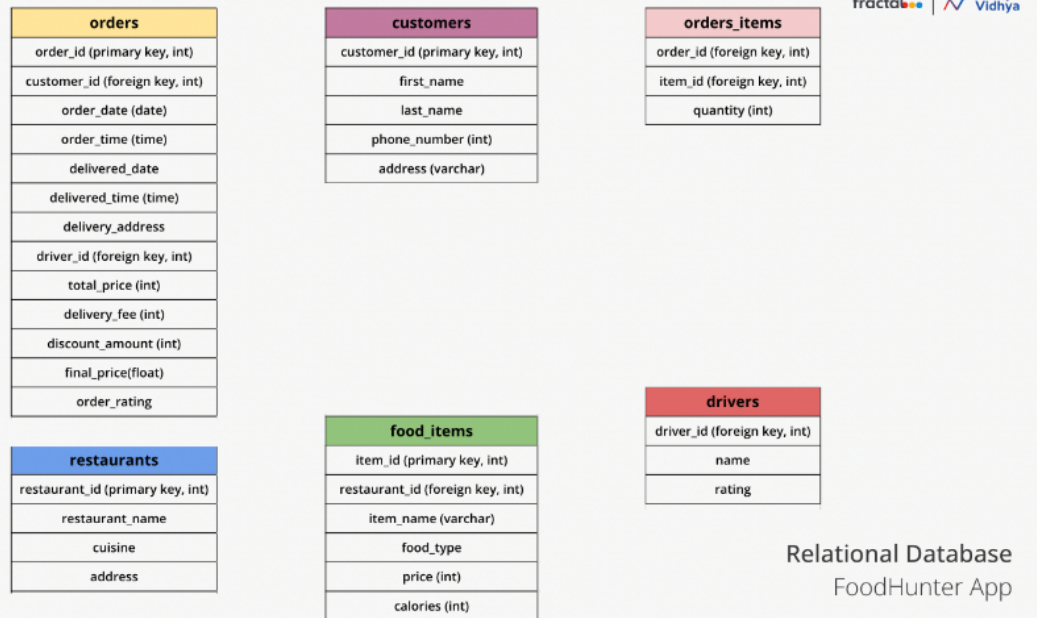 orders
order_id (primary key, int)
customer_id (foreign key, int)
order_date (date)
order_time (time)
delivered_date
delivered_time (time)
delivery_address
driver_id (foreign key, int)
total_price (int)
delivery_fee (int)
discount_amount (int)
final_price(float)
order_rating
restaurants
restaurant_id (primary key, int)
restaurant_name
cuisine
address
customers
customer_id (primary key, int)
first_name
last_name
phone_number (int)
address (varchar)
food_items
item_id (primary key, int)
restaurant_id (foreign key, int)
item_name (varchar)
food_type
price (int)
calories (int)
orders_items
order_id (foreign key, int)
item_id (foreign key, int)
quantity (int)
drivers
driver_id (foreign key, int)
name
rating
fractal
Vidhya
Relational Database
FoodHunter App